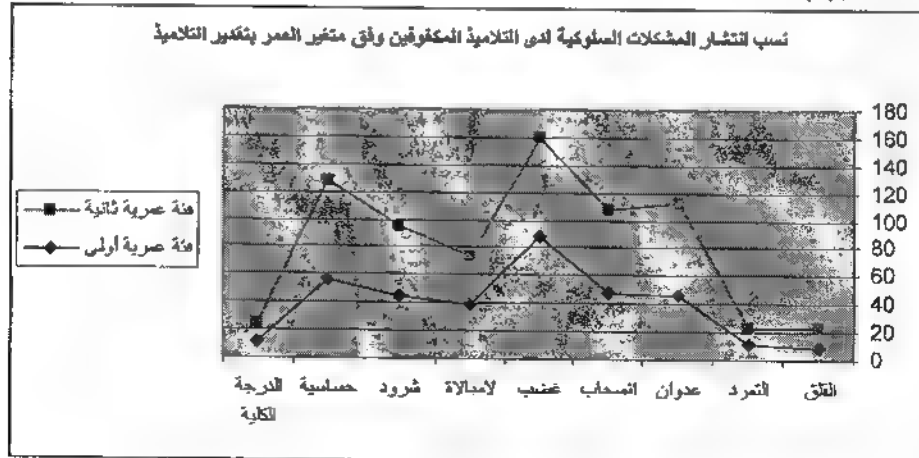 نسب انتشار المشكلات السلوكية لدى التلاميذ المكفوفين وفق متغير العمر بتقدير التلاميذ
180
160
140
120
100
80
60
40
20
0
فئة عمرية ثانية
فئة عمرية أولى
القلق التمرد عدوان انسحاب غضب لامبالاة شرود حساسية الدرجة
الكلية